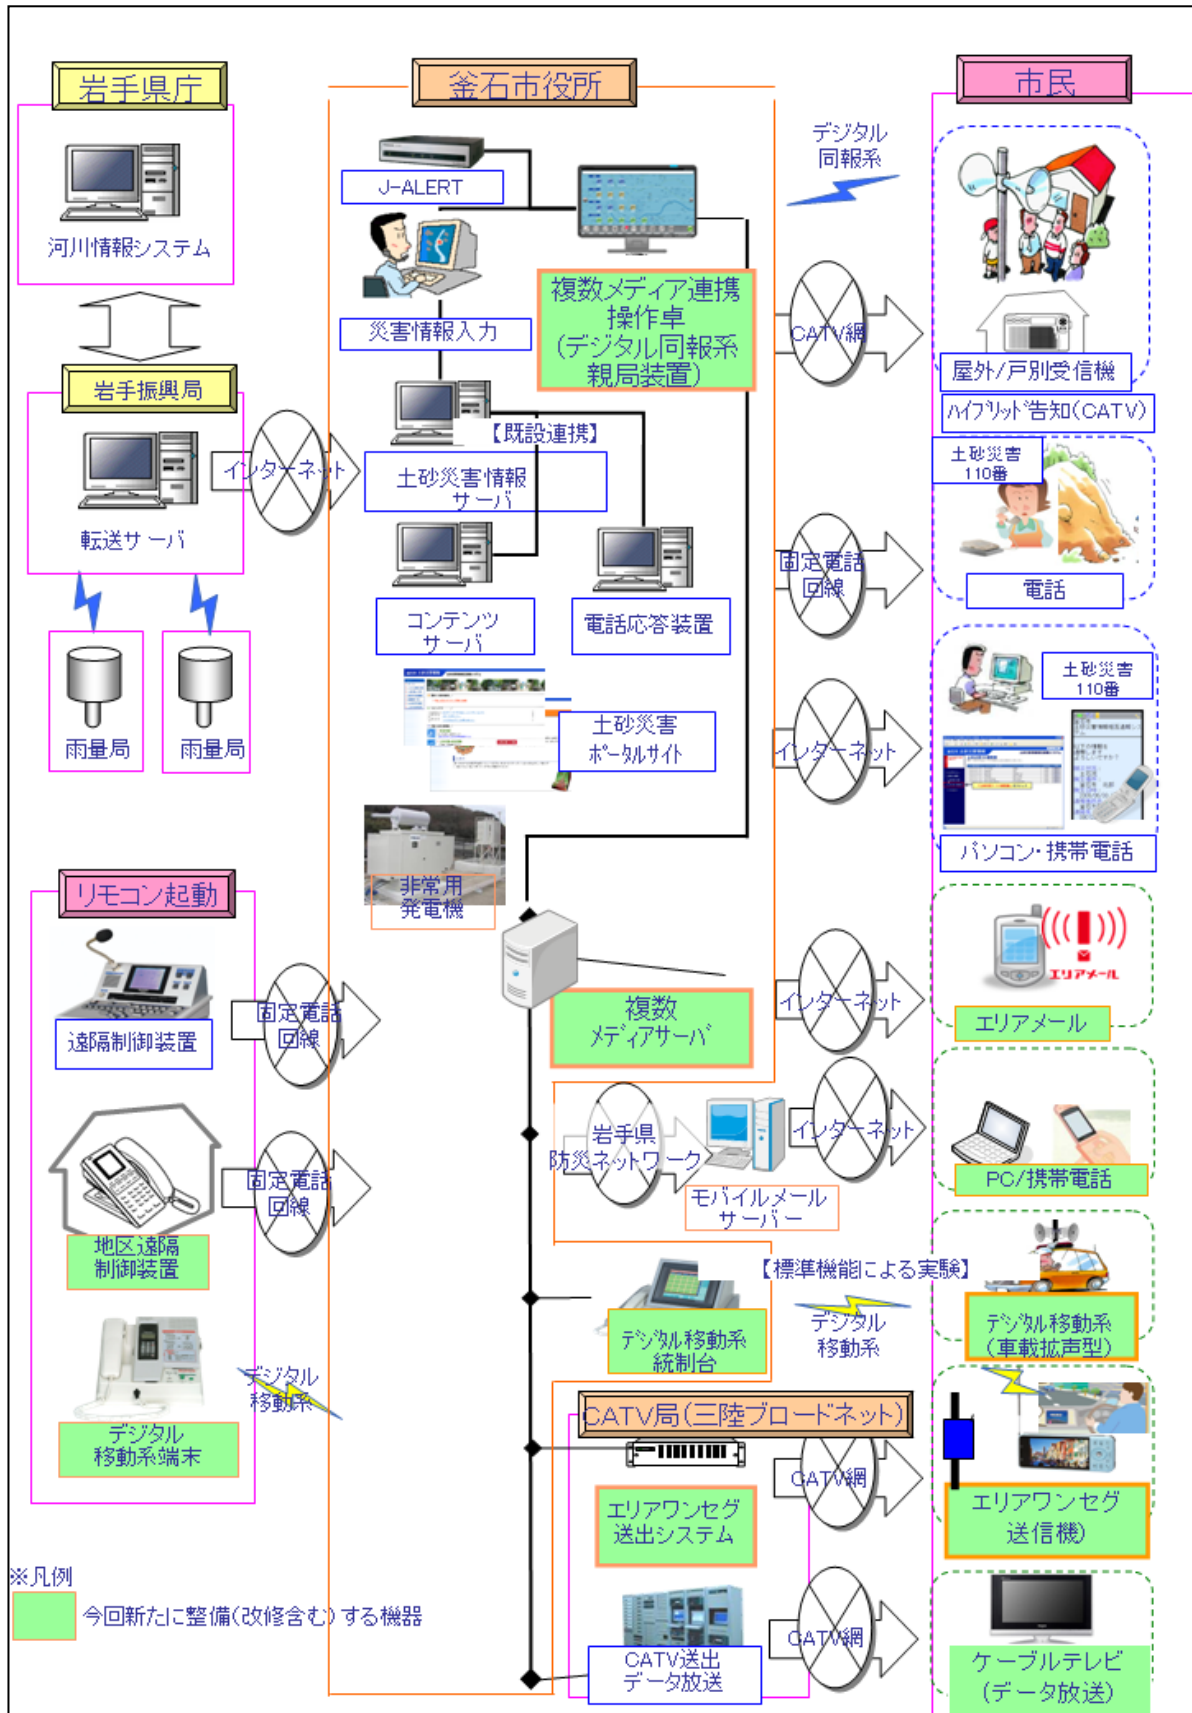 岩手県庁
河川情報システム
岩手振興局
転送サーバ
雨量局
雨量局
インターネット
リモコン起動
遠隔制御装置
固定電話
回線
地区遠隔
制御装置
固定電話
回線
デジタル
移動系端末
デジタル
移動系
※凡例
今回新たに整備(改修含む)する機器
釜石市役所
J-ALERT
災害情報入力
複数メディア連携
操作卓
(デジタル同報系
親局装置)
【既設連携】
土砂災害情報
サーバ
コンテンツ
サーバ
電話応答装置
土砂災害
ポータルサイト
非常用
発電機
複数
メディアサーバ
岩手県
防災ネットワーク
モバイルメール
サーバー
デジタル移動系
統制台
【標準機能による実験】
デジタル
移動系
CATV局(三陸ブロードネット)
エリアワンセグ
送出システム
CATV送出
データ放送
デジタル
同報系
CATV網
固定電話
回線
インターネット
インターネット
インターネット
CATV網
CATV網
市民
屋外/戸別受信機
ハイブリッド告知(CATV)
土砂災害
110番
電話
土砂災害
110番
パソコン・携帯電話
エリアメール
エリアメール
PC/携帯電話
デジタル移動系
(車載拡声型)
エリアワンセグ
送信機)
ケーブルテレビ
(データ放送)